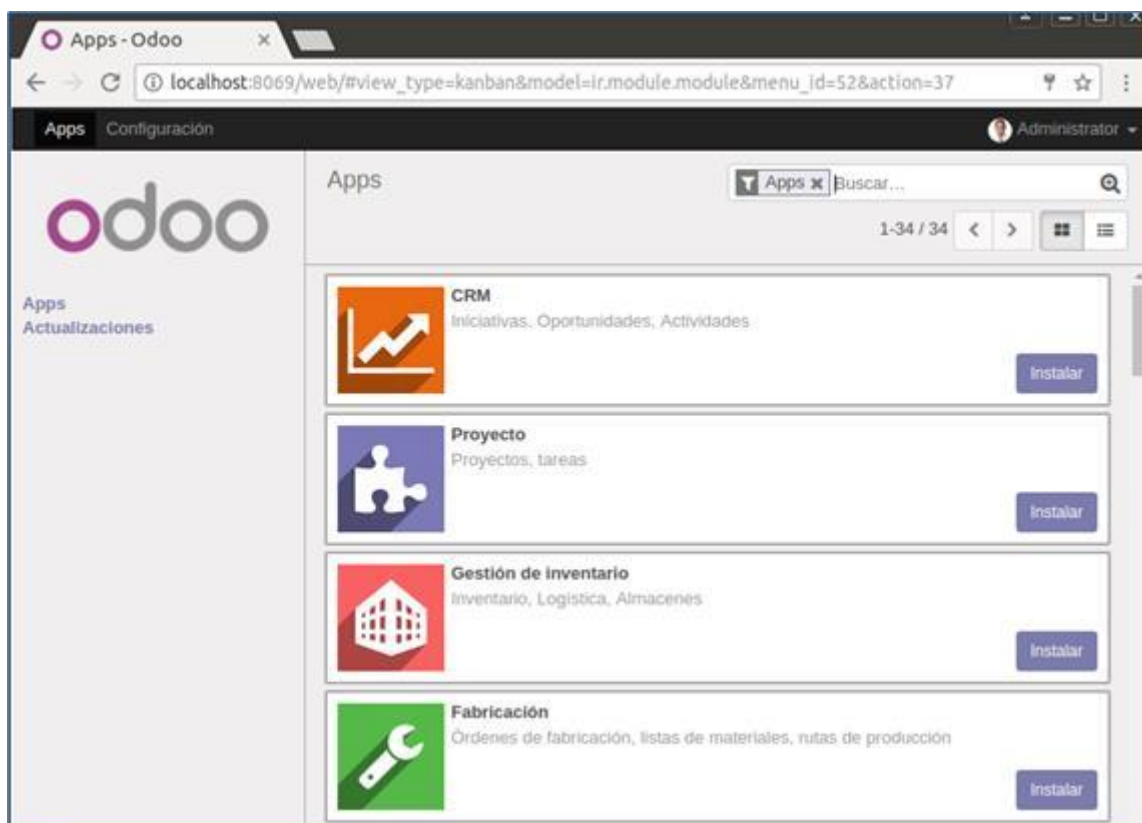 Apps - Odoo
localhost:8069/web/#view_type=kanban&model=ir.module.module&menu_id=52&action=37
Apps Configuración Administrator
odoo
Apps
Actualizaciones
Apps
Apps Buscar...
1-34 / 34
CRM
Iniciativas, Oportunidades, Actividades
Instalar
Proyecto
Proyectos, tareas
Instalar
Gestión de inventario
Inventario, Logística, Almacenes
Instalar
Fabricación
Órdenes de fabricación, listas de materiales, rutas de producción
Instalar